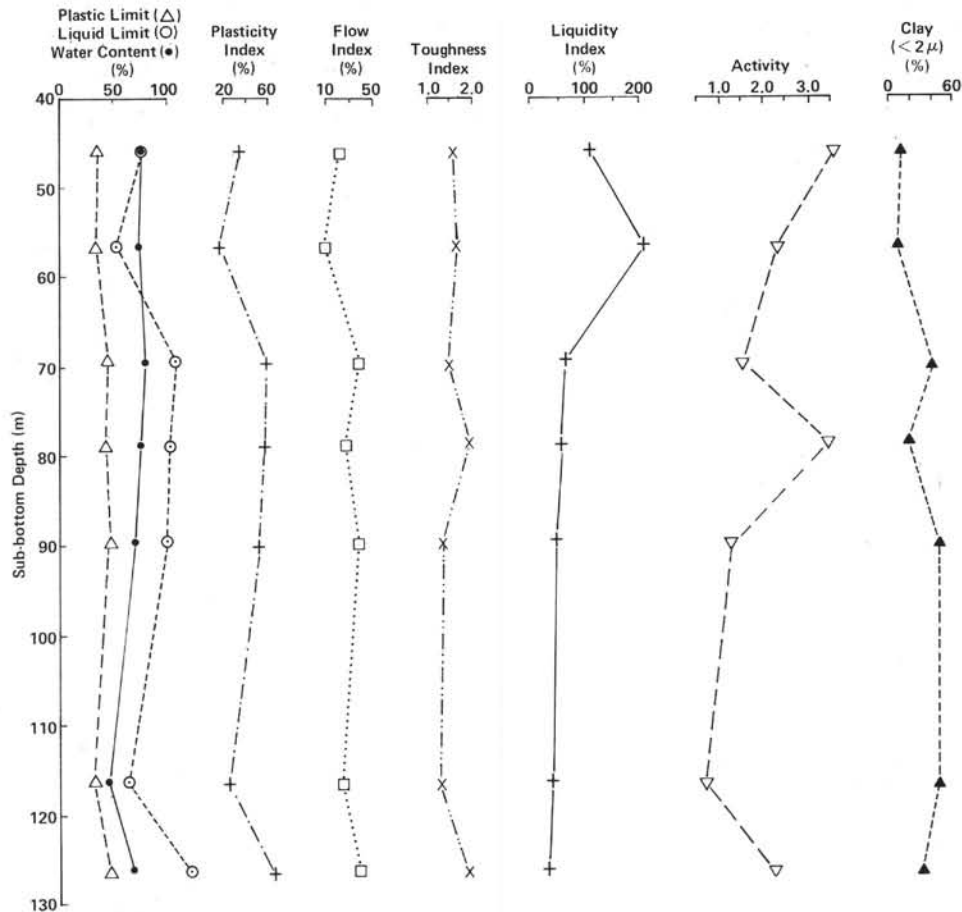 Plastic Limit (△)
Liquid Limit (⊙)
Water Content (●)
(%)
Plasticity
Index
(%)
Flow
Index
(%)
Toughness
Index
Liquidity
Index
(%)
Activity
Clay
(< 2 μ)
(%)
0 50 100
20 60
10 50
1.0 2.0
0 100 200
1.0 2.0 3.0
0 60
Sub-bottom Depth (m)
40
50
60
70
80
90
100
110
120
130